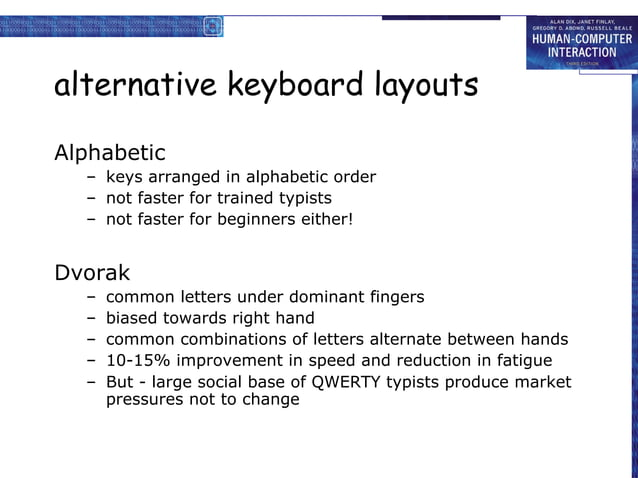 ALAN DIX, JANET FINLAY,
GREGORY D. ABOWD, RUSSELL BEALE
HUMAN-COMPUTER
INTERACTION
THIRD EDITION
alternative keyboard layouts
Alphabetic
– keys arranged in alphabetic order
– not faster for trained typists
– not faster for beginners either!
Dvorak
– common letters under dominant fingers
– biased towards right hand
– common combinations of letters alternate between hands
– 10-15% improvement in speed and reduction in fatigue
– But - large social base of QWERTY typists produce market
pressures not to change